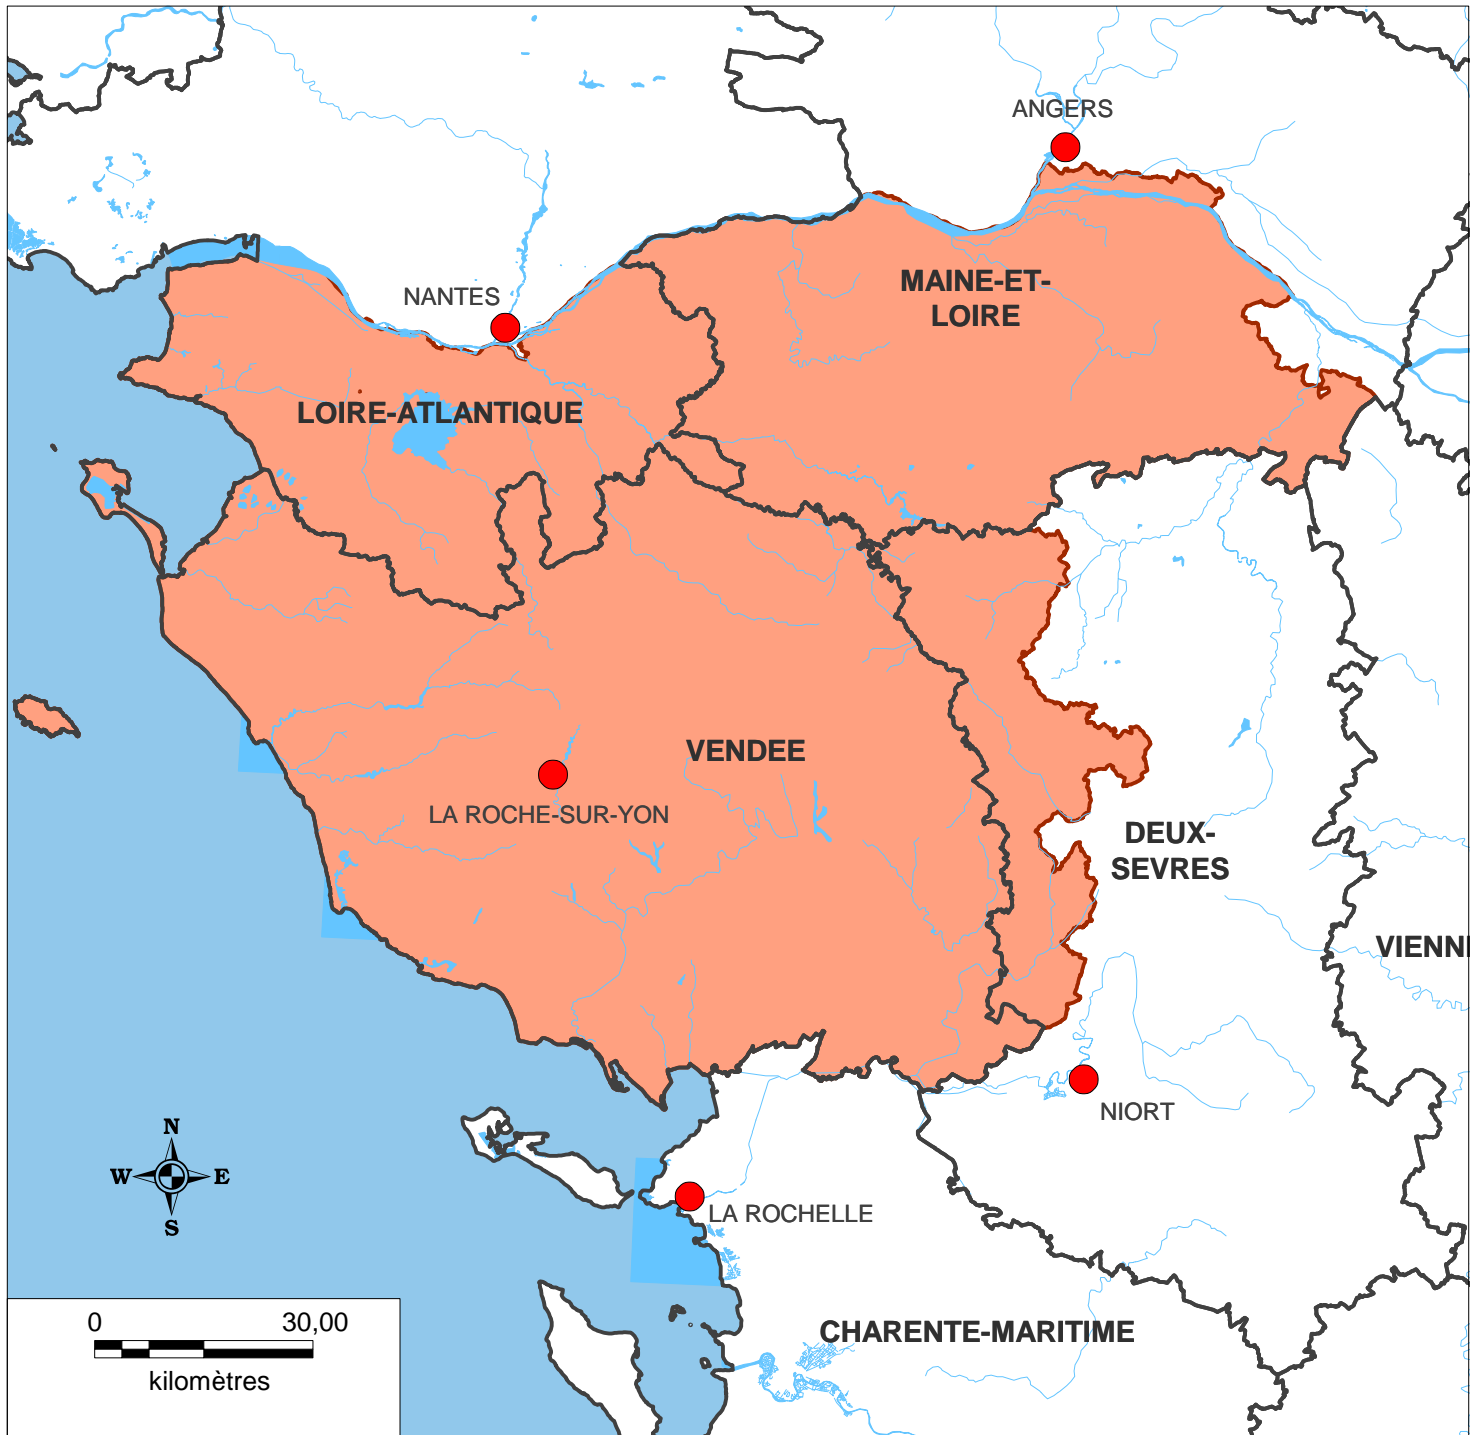 ANGERS
MAINE-ET-
LOIRE
NANTES
LOIRE-ATLANTIQUE
VENDEE
LA ROCHE-SUR-YON
DEUX-
SEVRES
VIENN
NIORT
N
W E
S
LA ROCHELLE
CHARENTE-MARITIME
0 30,00
kilomètres